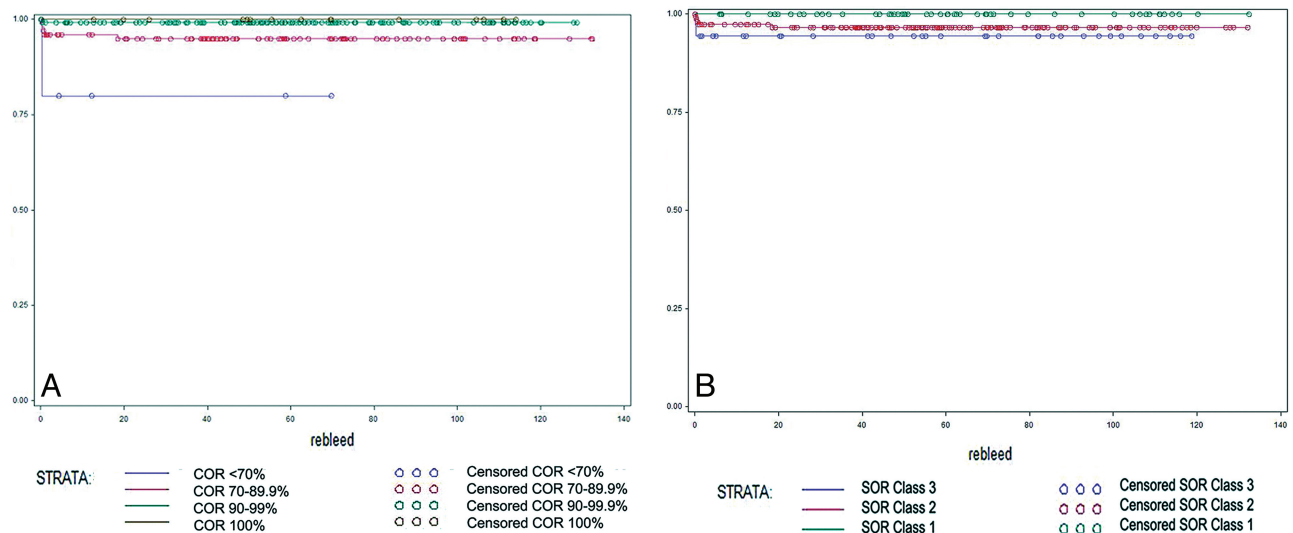 1.00
0.75
0.50
0.25
0.00
A
0 20 40 60 80 100 120 140
rebleed
STRATA:
COR <70% Censored COR <70%
COR 70-89.9% Censored COR 70-89.9%
COR 90-99% Censored COR 90-99.9%
COR 100% Censored COR 100%
1.00
0.75
0.50
0.25
0.00
B
0 20 40 60 80 100 120 140
rebleed
STRATA:
SOR Class 3 Censored SOR Class 3
SOR Class 2 Censored SOR Class 2
SOR Class 1 Censored SOR Class 1